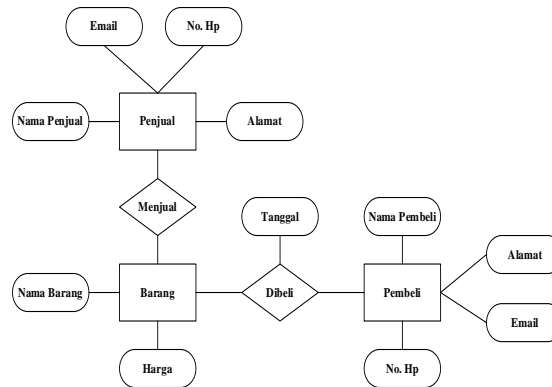 Email
No. Hp
Nama Penjual
Penjual
Alamat
Menjual
Tanggal
Nama Pembeli
Alamat
Nama Barang
Barang
Dibeli
Pembeli
Email
Harga
No. Hp